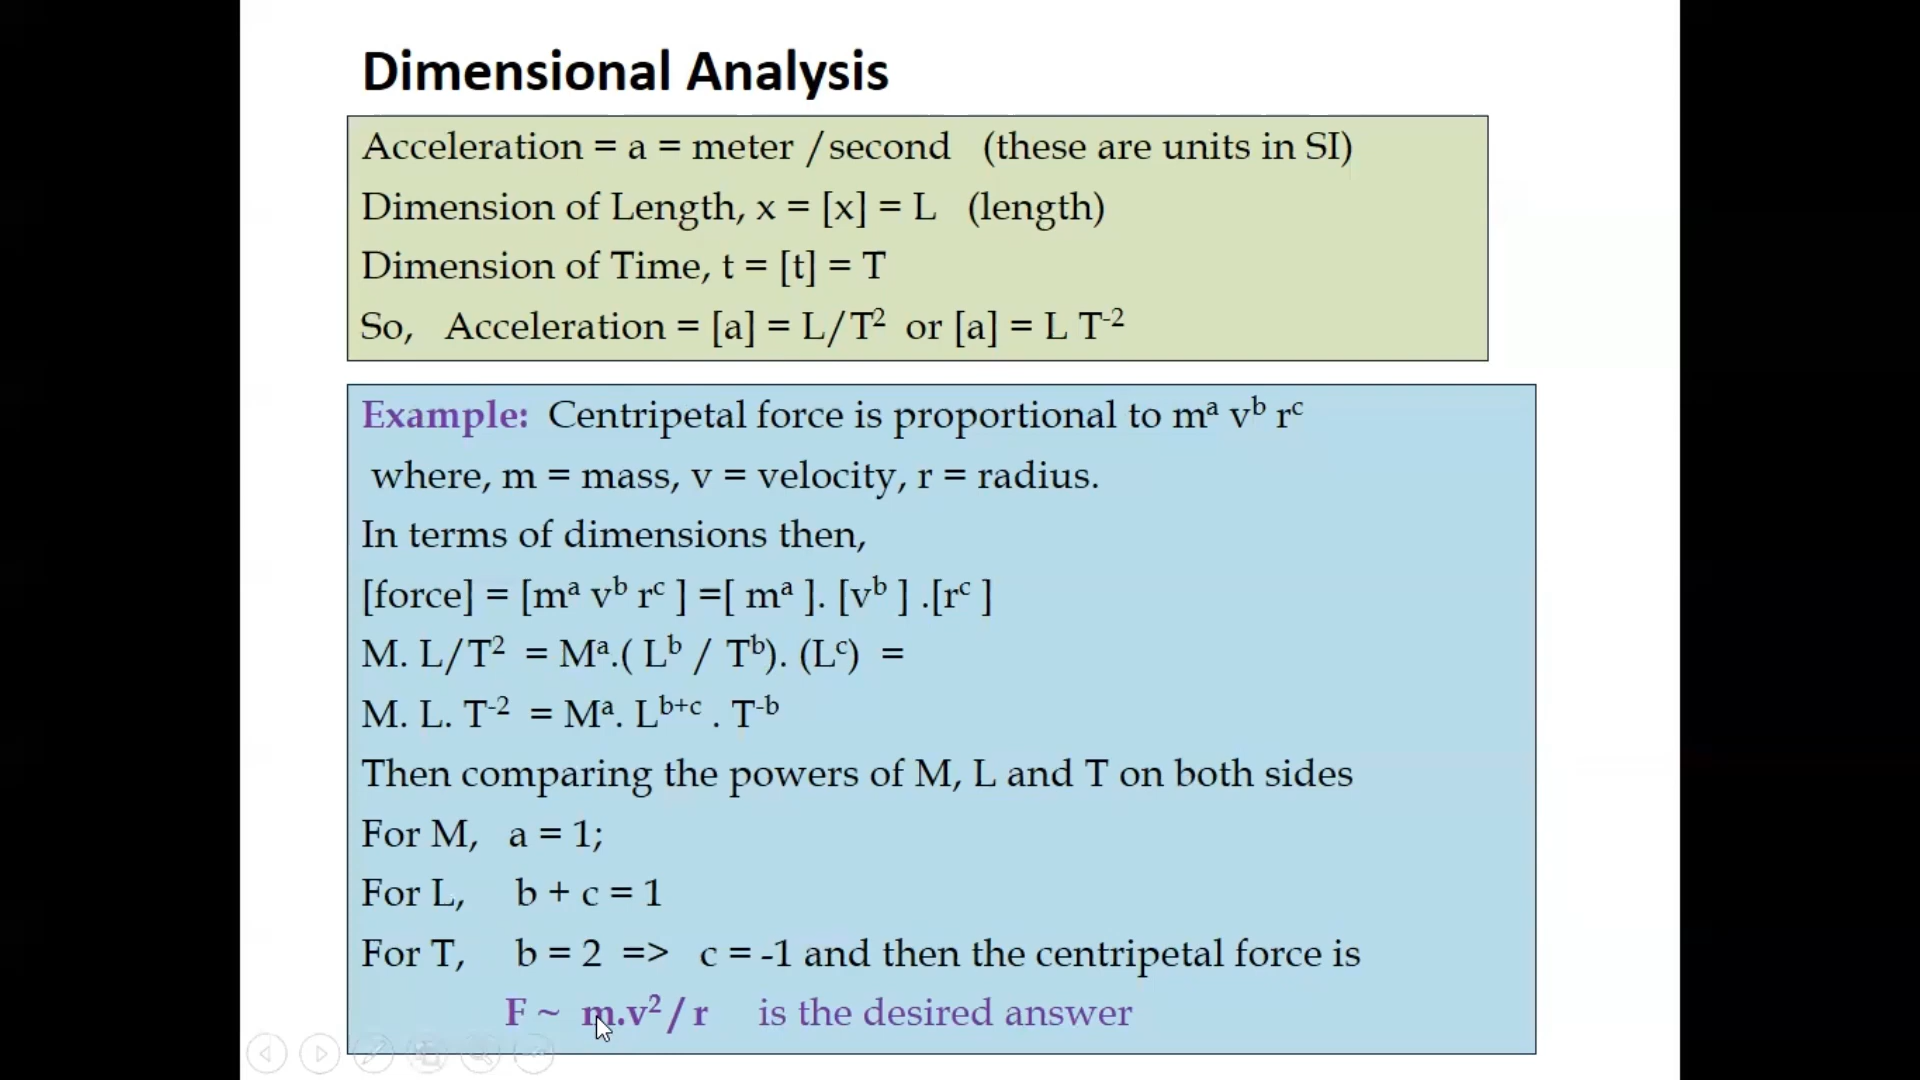 Dimensional Analysis
Acceleration = a = meter /second (these are units in SI)
Dimension of Length, x = [x] = L (length)
Dimension of Time, t = [t] = T
So, Acceleration = [a] = L/T² or [a] = L T⁻²
Example: Centripetal force is proportional to mᵃ vᵇ rᶜ
where, m = mass, v = velocity, r = radius.
In terms of dimensions then,
[force] = [mᵃ vᵇ rᶜ ] =[ mᵃ ]. [vᵇ ] .[rᶜ ]
M. L/T² = Mᵃ.( Lᵇ / Tᵇ). (Lᶜ) =
M. L. T⁻² = Mᵃ. Lᵇ⁺ᶜ . T⁻ᵇ
Then comparing the powers of M, L and T on both sides
For M, a = 1;
For L, b + c = 1
For T, b = 2 => c = -1 and then the centripetal force is
F ~ m.v² / r is the desired answer